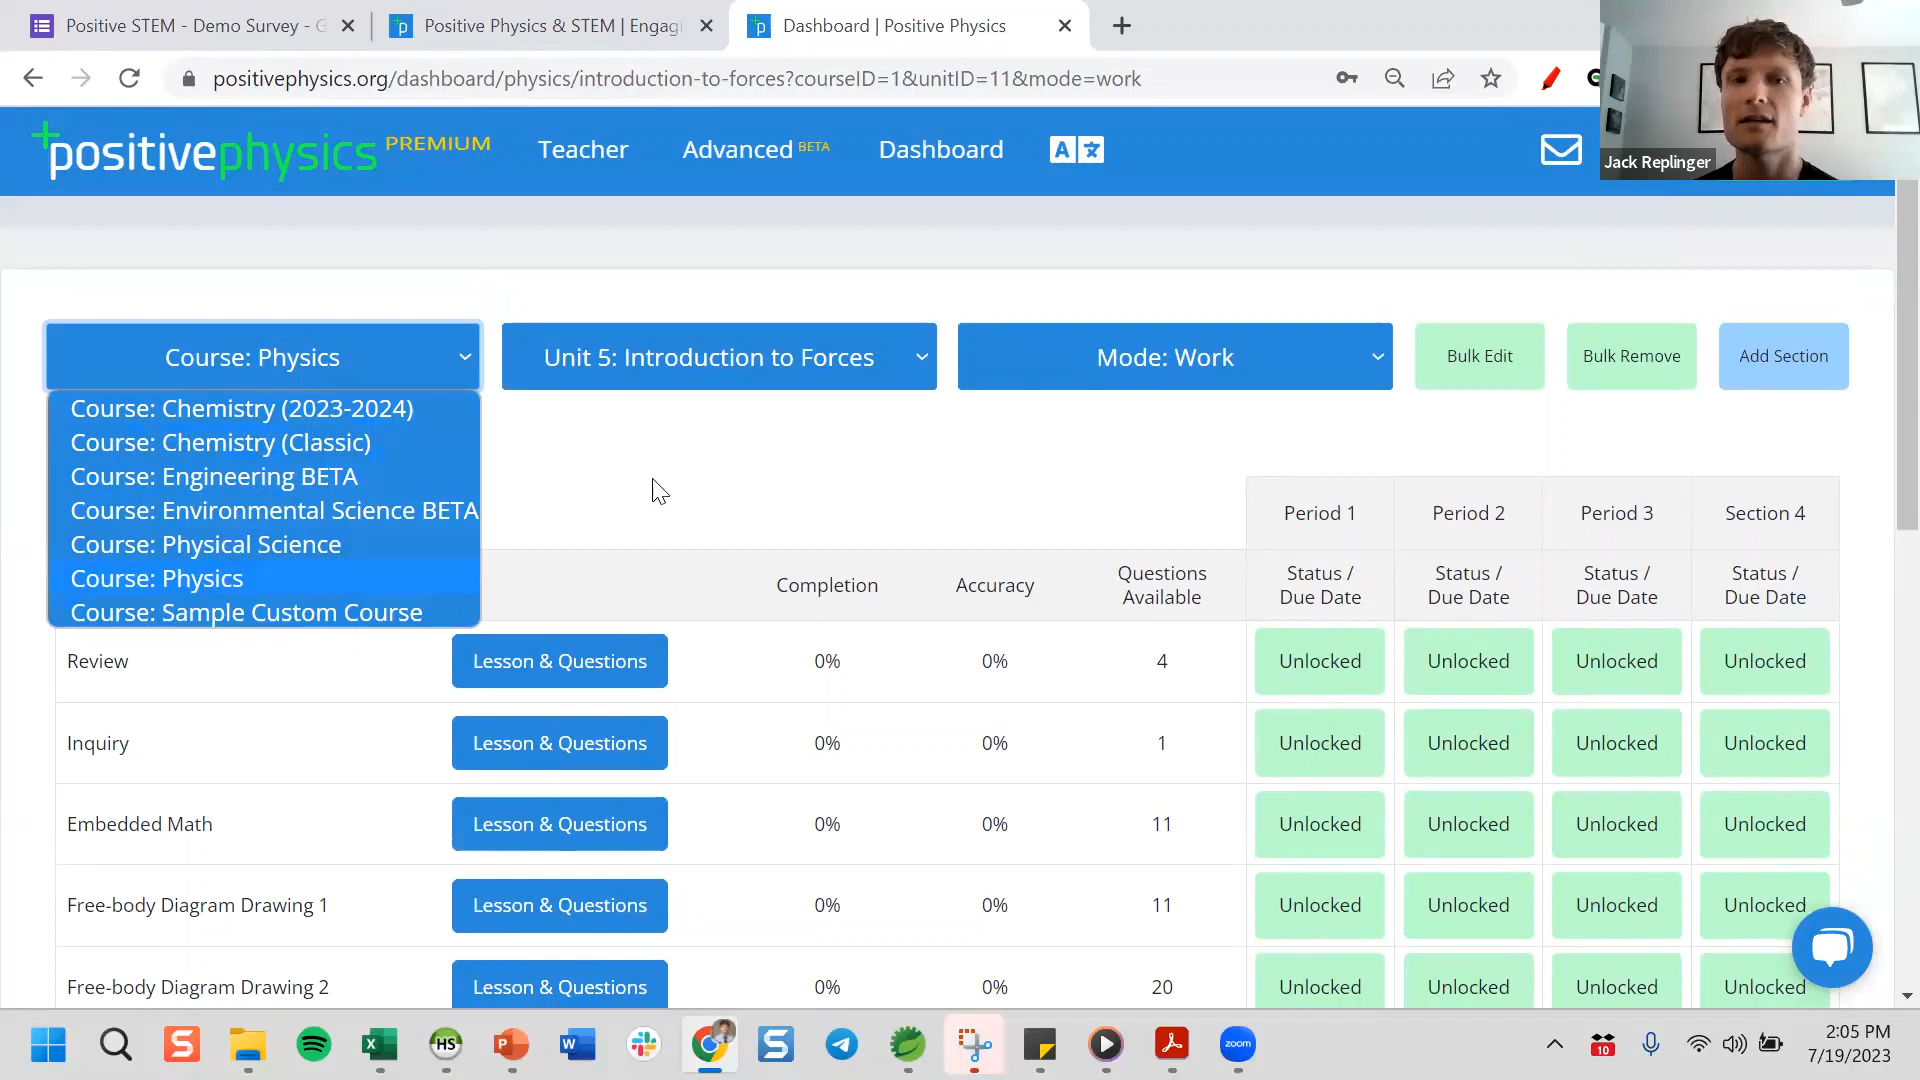 Positive STEM - Demo Survey - G
Positive Physics & STEM | Engagi
Dashboard | Positive Physics
positivephysics.org/dashboard/physics/introduction-to-forces?courseID=1&unitID=11&mode=work
Jack Replinger
positivephysics PREMIUM
Teacher
Advanced BETA
Dashboard
Course: Physics
Unit 5: Introduction to Forces
Mode: Work
Bulk Edit
Bulk Remove
Add Section
Course: Chemistry (2023-2024)
Course: Chemistry (Classic)
Course: Engineering BETA
Course: Environmental Science BETA
Course: Physical Science
Course: Physics
Course: Sample Custom Course
Period 1
Period 2
Period 3
Section 4
Completion
Accuracy
Questions
Available
Status /
Due Date
Status /
Due Date
Status /
Due Date
Status /
Due Date
Review
Lesson & Questions
0%
0%
4
Unlocked
Unlocked
Unlocked
Unlocked
Inquiry
Lesson & Questions
0%
0%
1
Unlocked
Unlocked
Unlocked
Unlocked
Embedded Math
Lesson & Questions
0%
0%
11
Unlocked
Unlocked
Unlocked
Unlocked
Free-body Diagram Drawing 1
Lesson & Questions
0%
0%
11
Unlocked
Unlocked
Unlocked
Unlocked
Free-body Diagram Drawing 2
Lesson & Questions
0%
0%
20
Unlocked
Unlocked
Unlocked
Unlocked
HS
zoom
10
2:05 PM
7/19/2023